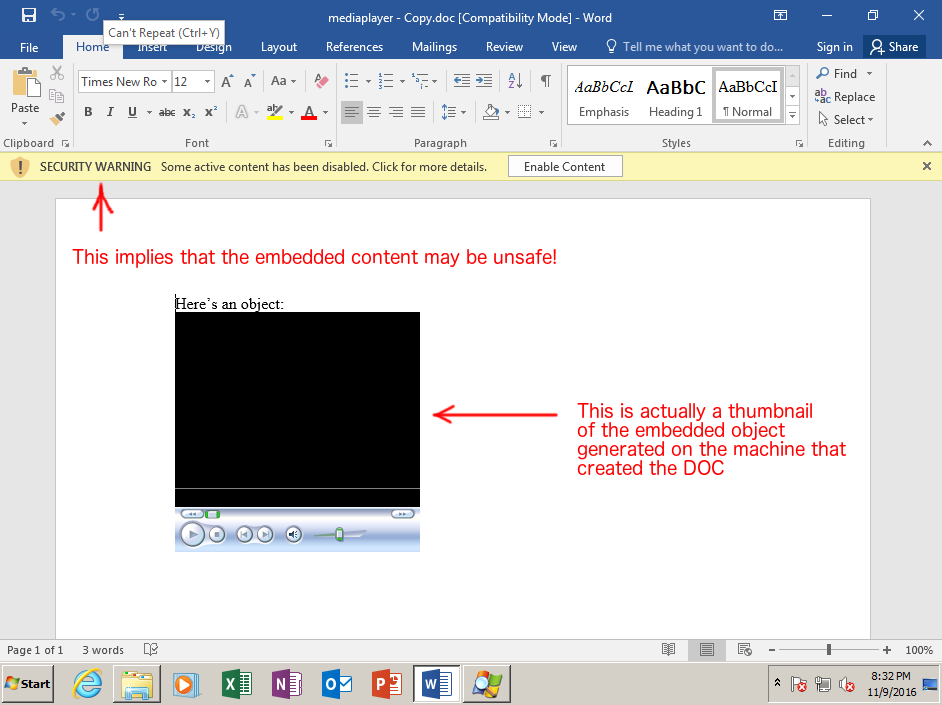 mediaplayer - Copy.doc [Compatibility Mode] - Word
Can't Repeat (Ctrl+Y)
File Home Insert Design Layout References Mailings Review View Tell me what you want to do... Sign in Share
Times New Ro 12 Aa AaBbCcI AaBbC AaBbCcI Find
Paste B I U abc X₂ X² A ab A Emphasis Heading 1 ¶ Normal Replace
Select
Clipboard Font Paragraph Styles Editing
SECURITY WARNING Some active content has been disabled. Click for more details. Enable Content
This implies that the embedded content may be unsafe!
Here's an object:
This is actually a thumbnail
of the embedded object
generated on the machine that
created the DOC
Page 1 of 1 3 words 100%
Start 8:32 PM
11/9/2016